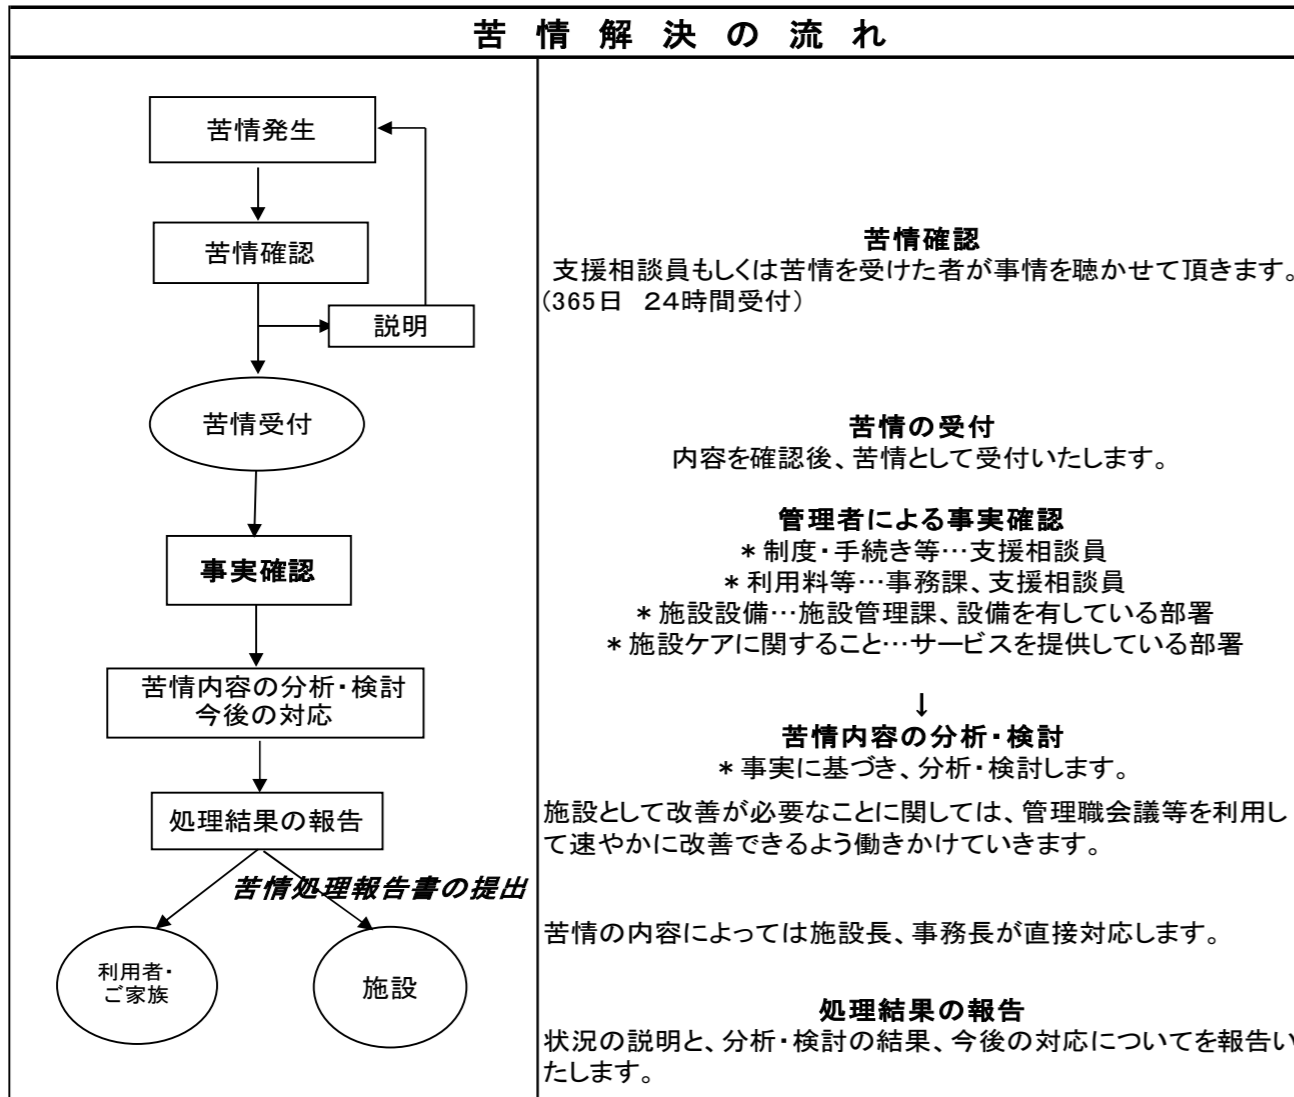 苦情解決の流れ
苦情発生
苦情確認
説明
苦情受付
事実確認
苦情内容の分析・検討
今後の対応
処理結果の報告
苦情処理報告書の提出
利用者・
ご家族
施設
苦情確認
支援相談員もしくは苦情を受けた者が事情を聴かせて頂きます。
(365日 24時間受付)
苦情の受付
内容を確認後、苦情として受付いたします。
管理者による事実確認
＊制度・手続き等…支援相談員
＊利用料等…事務課、支援相談員
＊施設設備…施設管理課、設備を有している部署
＊施設ケアに関すること…サービスを提供している部署
↓
苦情内容の分析・検討
＊事実に基づき、分析・検討します。
施設として改善が必要なことに関しては、管理職会議等を利用し
て速やかに改善できるよう働きかけていきます。
苦情の内容によっては施設長、事務長が直接対応します。
処理結果の報告
状況の説明と、分析・検討の結果、今後の対応についてを報告い
たします。